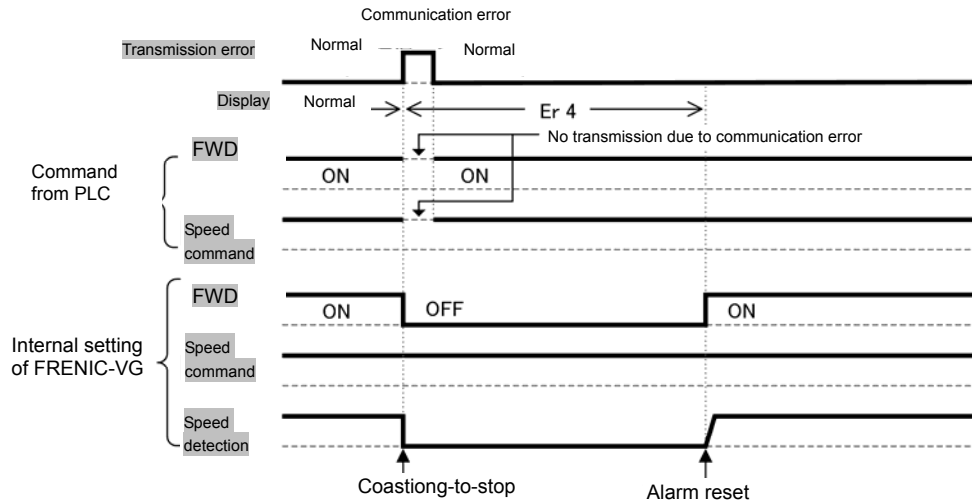 Communication error
Transmission error
Normal
Normal
Display
Normal
Er 4
No transmission due to communication error
Command
from PLC
FWD
ON
ON
Speed
command
Internal setting
of FRENIC-VG
FWD
ON
OFF
ON
Speed
command
Speed
detection
Coastiong-to-stop
Alarm reset